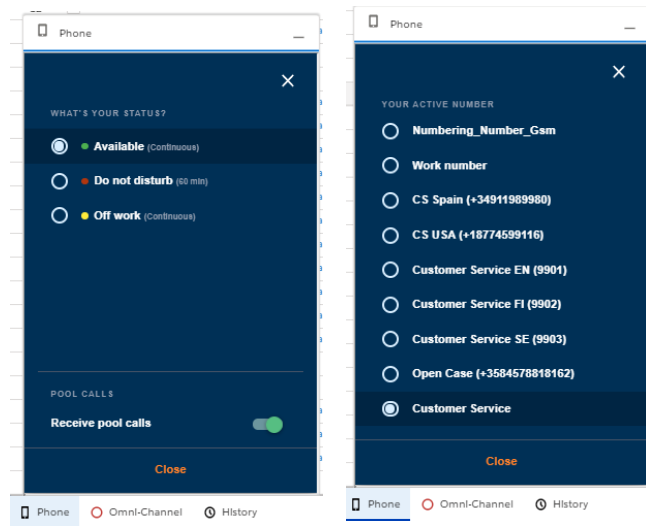 Phone
WHAT'S YOUR STATUS?
Available (Continuous)
Do not disturb (60 min)
Off work (Continuous)
POOL CALLS
Receive pool calls
Close
Phone Omni-Channel History
Phone
YOUR ACTIVE NUMBER
Numbering_Number_Gsm
Work number
CS Spain (+34911989980)
CS USA (+18774599116)
Customer Service EN (9901)
Customer Service FI (9902)
Customer Service SE (9903)
Open Case (+3584578818162)
Customer Service
Close
Phone Omni-Channel History